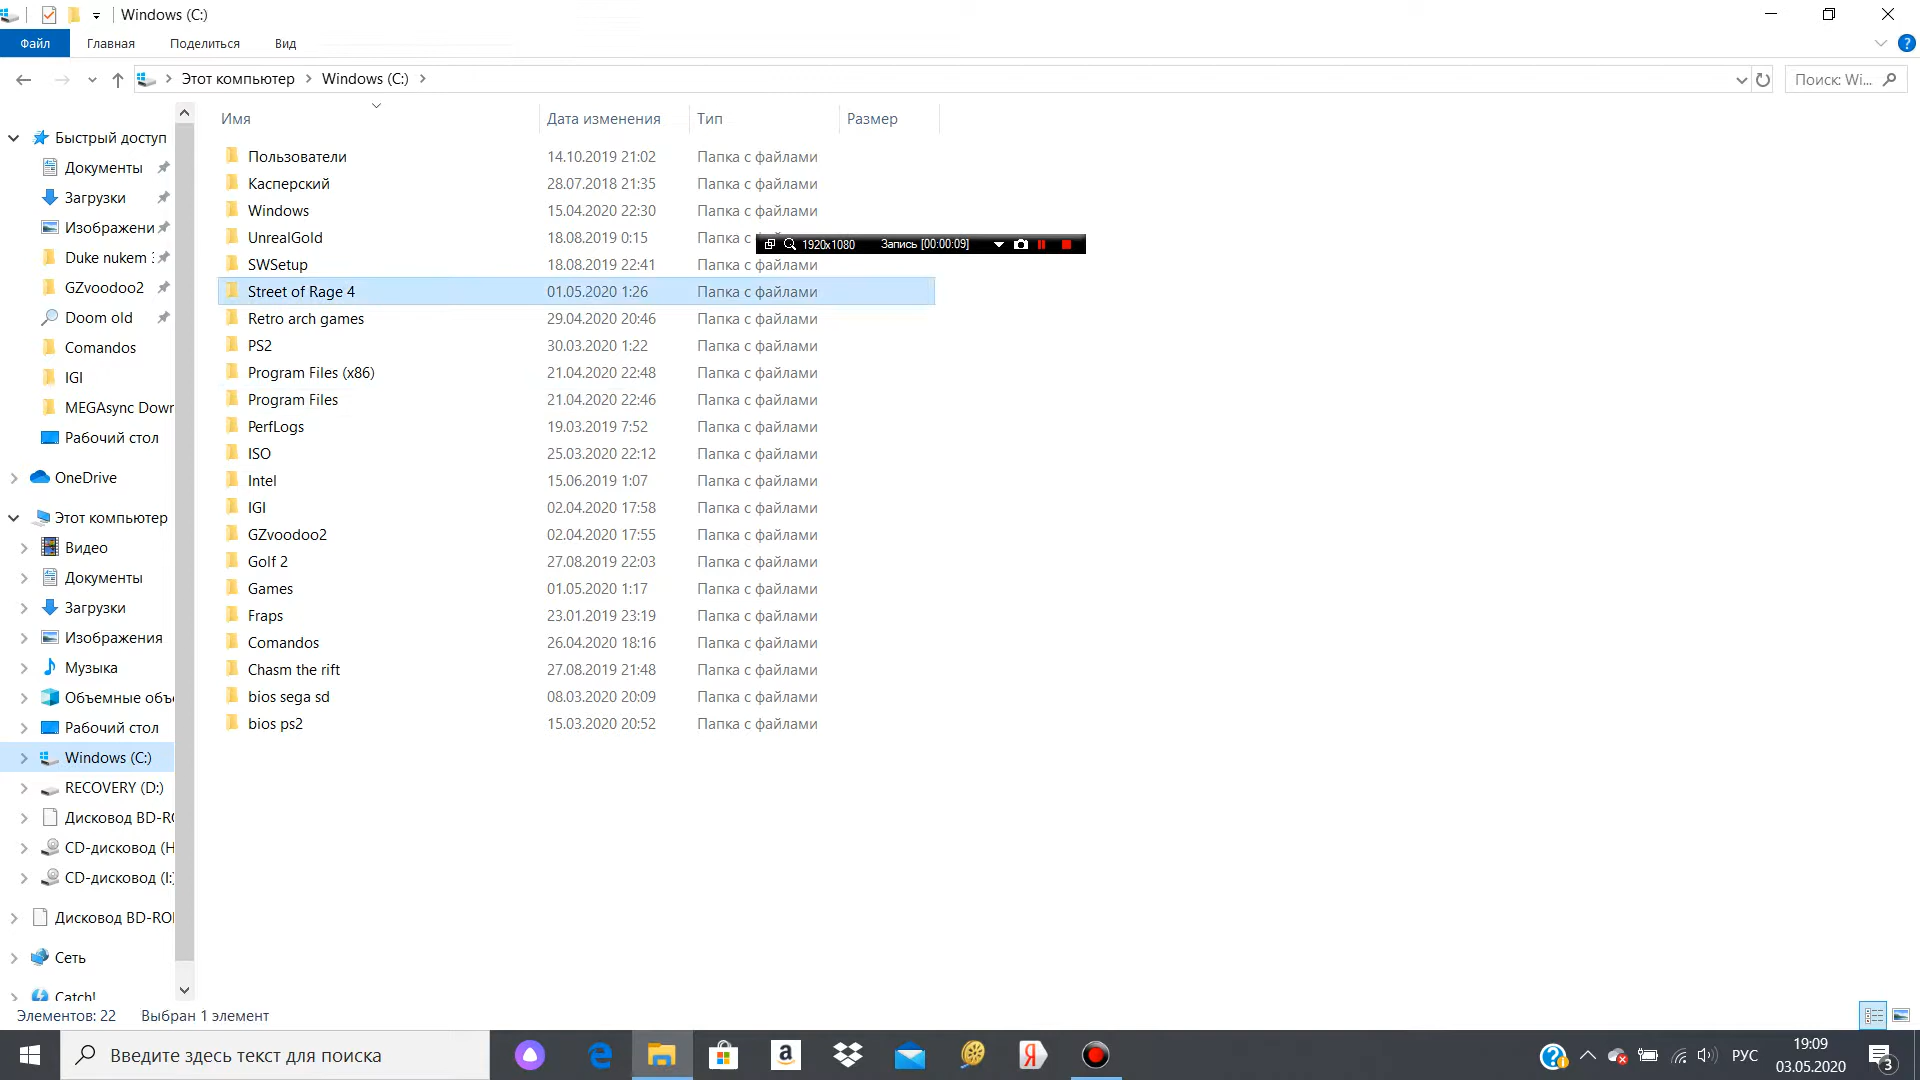 Windows (C:)
Файл Главная Поделиться Вид
Этот компьютер Windows (C:) Поиск: Wi...
Имя Дата изменения Тип Размер
Быстрый доступ
Документы
Загрузки
Изображени
Duke nukem
GZvoodoo2
Doom old
Comandos
IGI
MEGAsync Down
Рабочий стол
OneDrive
Этот компьютер
Видео
Документы
Загрузки
Изображения
Музыка
Объемные объе
Рабочий стол
Windows (C:)
RECOVERY (D:)
Дисковод BD-RO
CD-дисковод (H
CD-дисковод (I:)
Дисковод BD-RO
Сеть
Catch!
Пользователи 14.10.2019 21:02 Папка с файлами
Касперский 28.07.2018 21:35 Папка с файлами
Windows 15.04.2020 22:30 Папка с файлами
UnrealGold 18.08.2019 0:15 Папка с
1920x1080 Запись [00:00:09]
SWSetup 18.08.2019 22:41 Папка с файлами
Street of Rage 4 01.05.2020 1:26 Папка с файлами
Retro arch games 29.04.2020 20:46 Папка с файлами
PS2 30.03.2020 1:22 Папка с файлами
Program Files (x86) 21.04.2020 22:48 Папка с файлами
Program Files 21.04.2020 22:46 Папка с файлами
PerfLogs 19.03.2019 7:52 Папка с файлами
ISO 25.03.2020 22:12 Папка с файлами
Intel 15.06.2019 1:07 Папка с файлами
IGI 02.04.2020 17:58 Папка с файлами
GZvoodoo2 02.04.2020 17:55 Папка с файлами
Golf 2 27.08.2019 22:03 Папка с файлами
Games 01.05.2020 1:17 Папка с файлами
Fraps 23.01.2019 23:19 Папка с файлами
Comandos 26.04.2020 18:16 Папка с файлами
Chasm the rift 27.08.2019 21:48 Папка с файлами
bios sega sd 08.03.2020 20:09 Папка с файлами
bios ps2 15.03.2020 20:52 Папка с файлами
Элементов: 22 Выбран 1 элемент
Введите здесь текст для поиска
РУС
19:09
03.05.2020
3